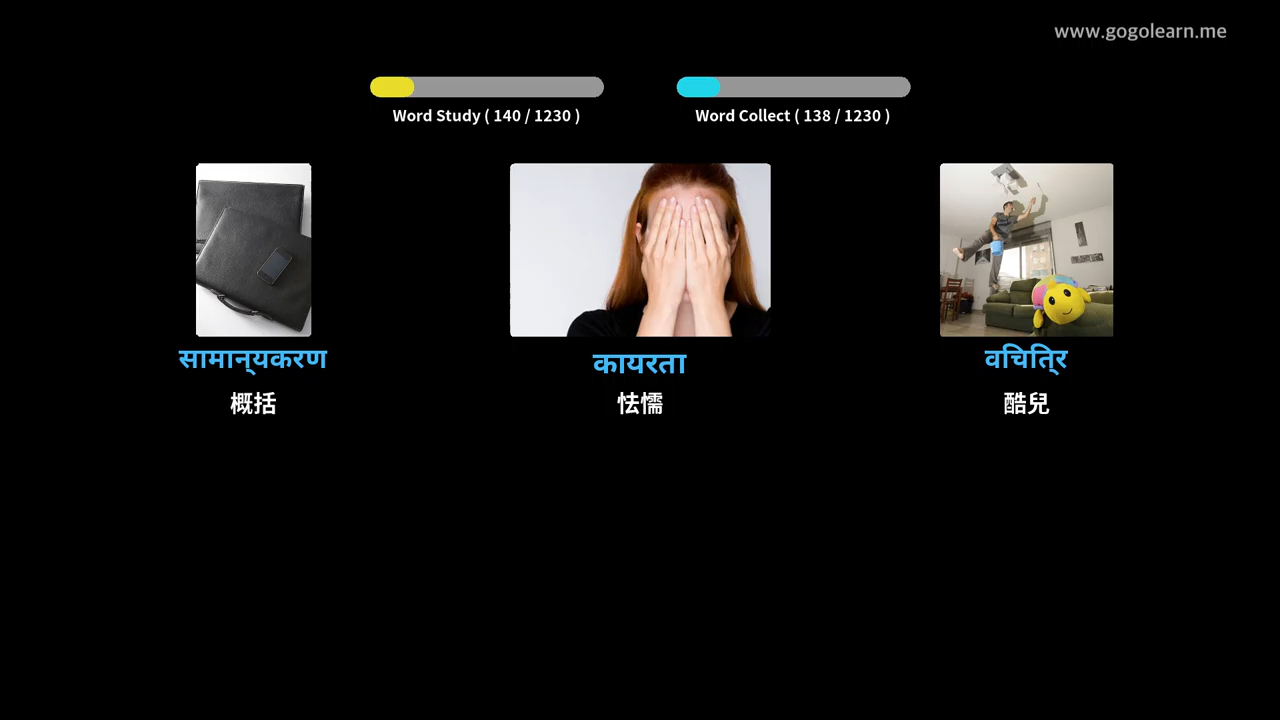 www.gogolearn.me
Word Study ( 140 / 1230 )
Word Collect ( 138 / 1230 )
सामान्यकरण
概括
कायरता
怯懦
वचित्रि
酷兒